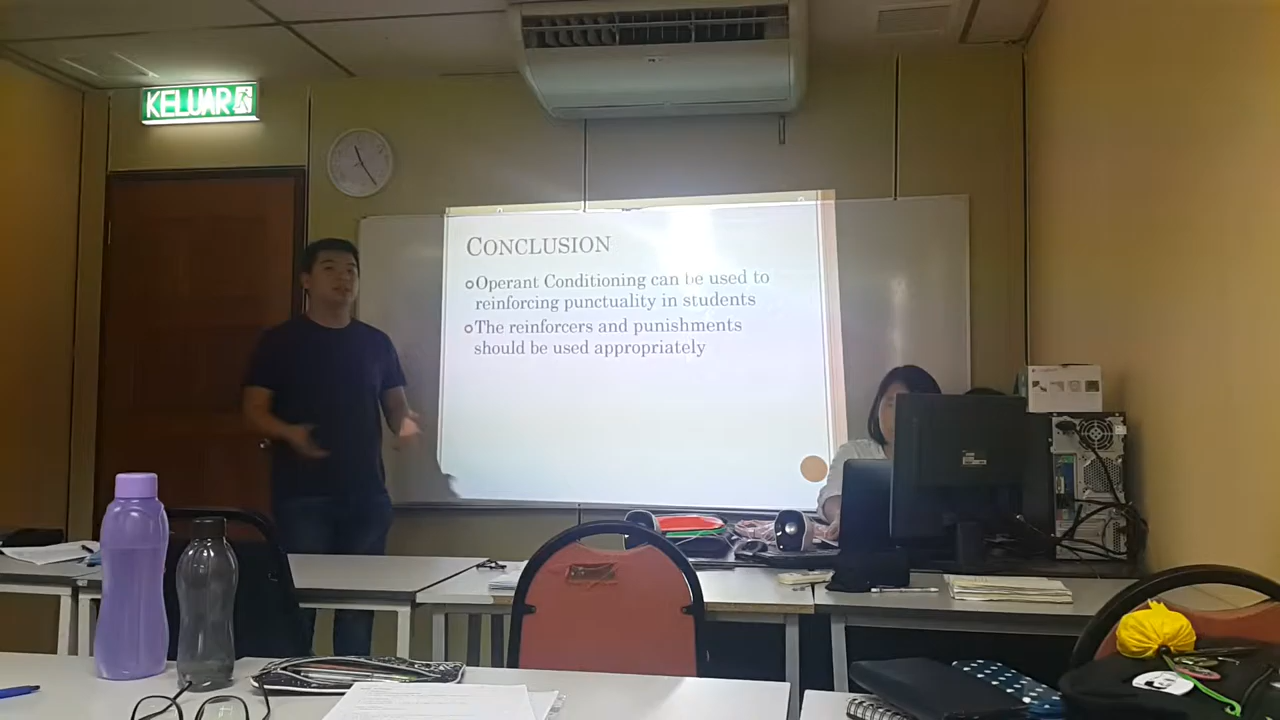 KELUAR
CONCLUSION
Operant Conditioning can be used to
reinforcing punctuality in students
The reinforcers and punishments
should be used appropriately